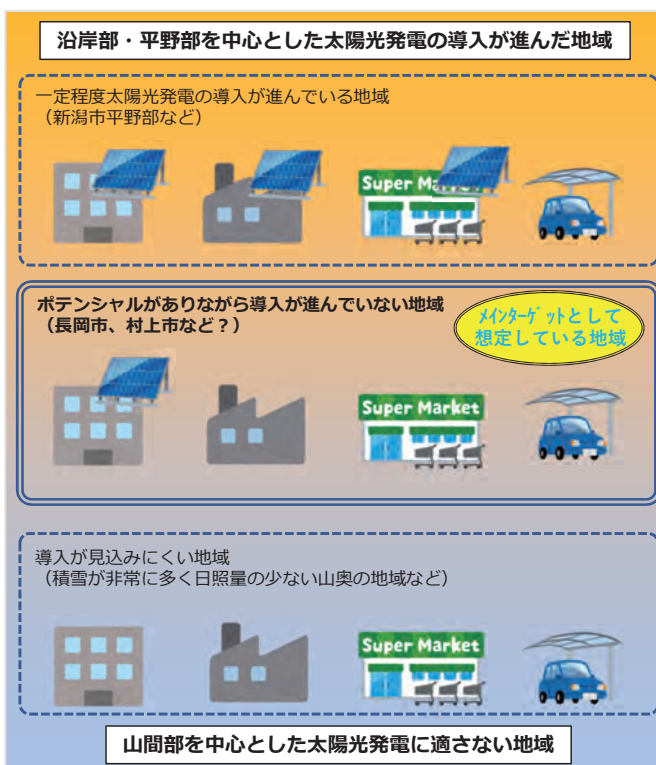 沿岸部・平野部を中心とした太陽光発電の導入が進んだ地域
一定程度太陽光発電の導入が進んでいる地域
（新潟市平野部など）
Super Market
ポテンシャルがありながら導入が進んでいない地域
（長岡市、村上市など？）
メインターゲットとして
想定している地域
Super Market
導入が見込みにくい地域
（積雪が非常に多く日照量の少ない山奥の地域など）
Super Market
山間部を中心とした太陽光発電に適さない地域